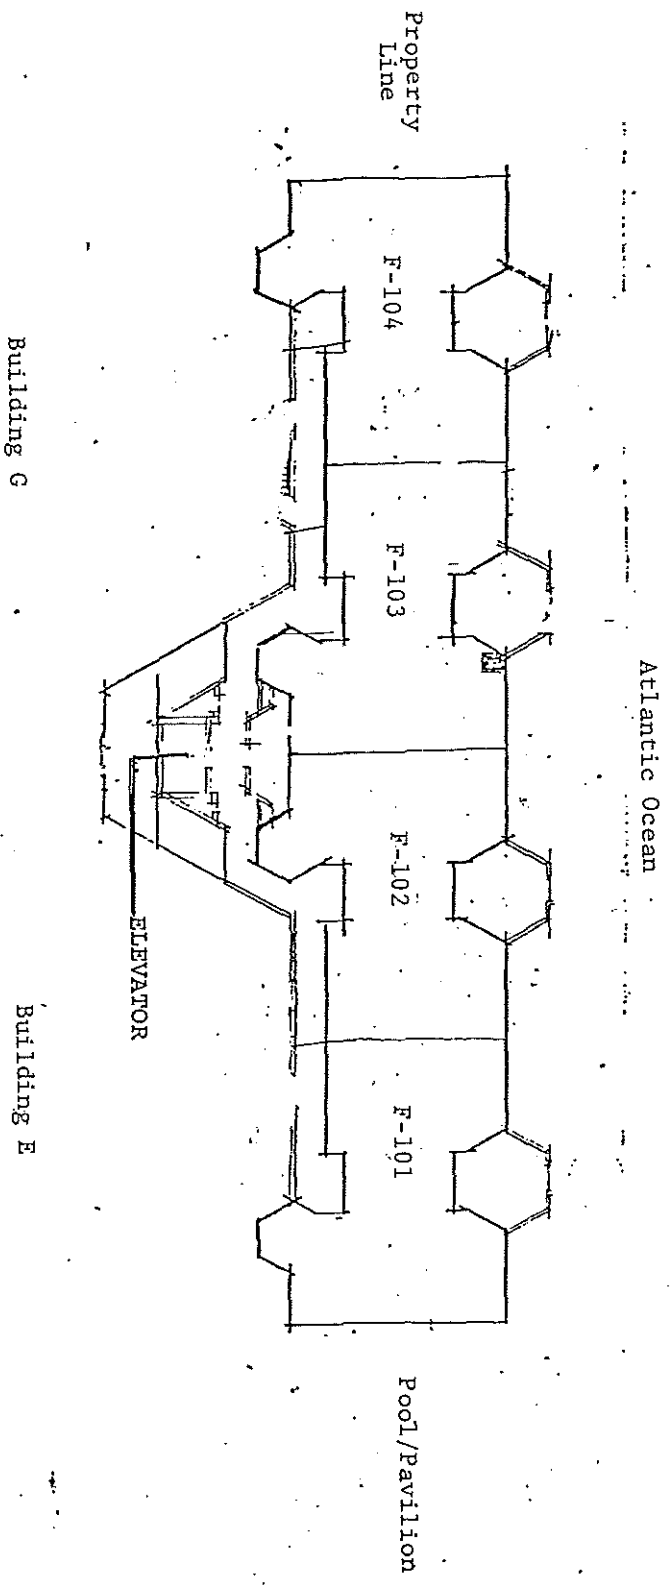 Atlantic Ocean
Property
Line
F-104
F-103
F-102
F-101
Pool/Pavilion
ELEVATOR
Building G
Building E